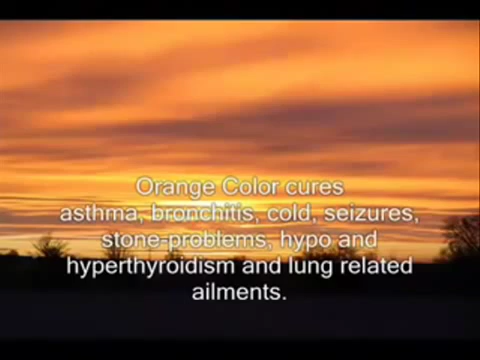 Orange Color cures
asthma, bronchitis, cold, seizures,
stone-problems, hypo and
hyperthyroidism and lung related
ailments.